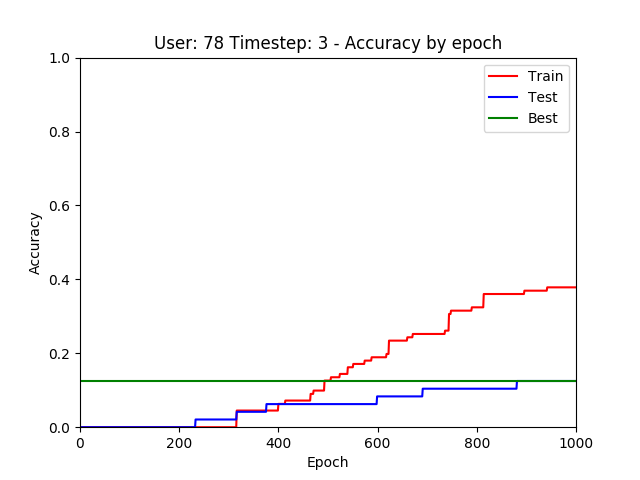 User: 78 Timestep: 3 - Accuracy by epoch
Train
Test
Best
Accuracy
1.0
0.8
0.6
0.4
0.2
0.0
0 200 400 600 800 1000
Epoch